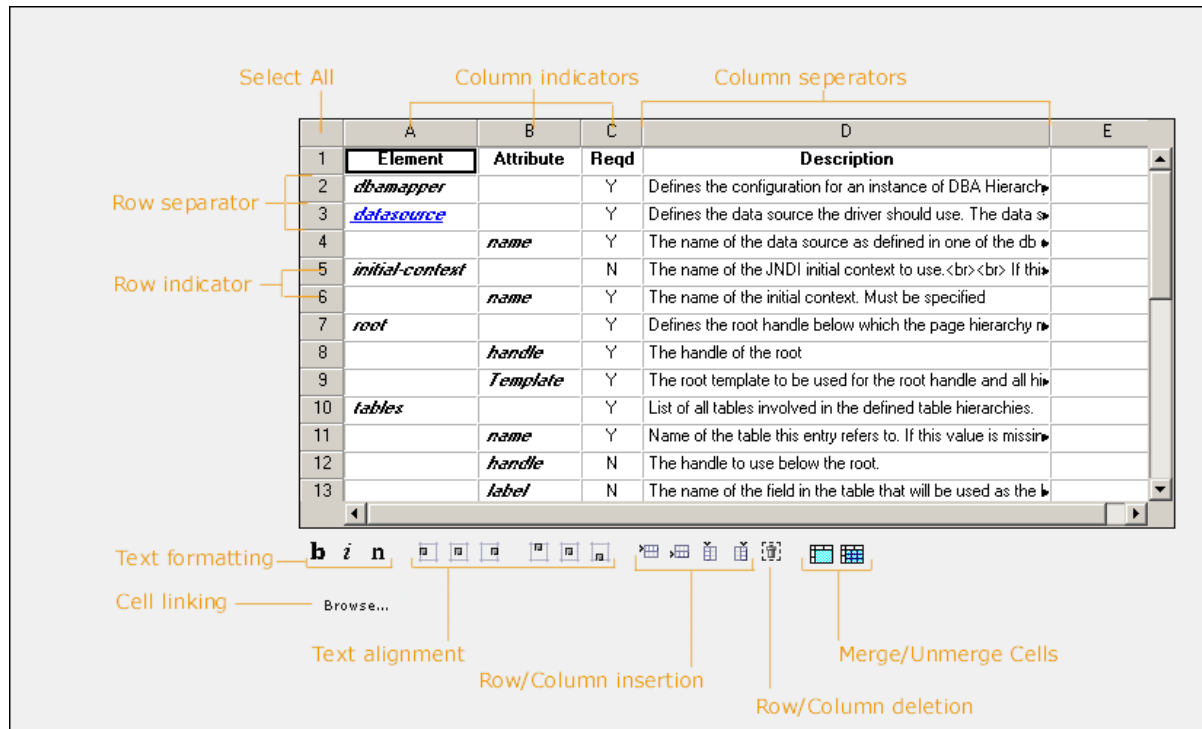 Select All Column indicators Column seperators
A B C D E
1 Element Attribute Reqd Description
2 dbamapper Y Defines the configuration for an instance of DBA Hierarch
Row separator
3 datasource Y Defines the data source the driver should use. The data s
4 name Y The name of the data source as defined in one of the db
5 initial-context N The name of the JNDI initial context to use.<br><br> If this
Row indicator
6 name Y The name of the initial context. Must be specified
7 root Y Defines the root handle below which the page hierarchy
8 handle Y The handle of the root
9 Template Y The root template to be used for the root handle and all
10 tables Y List of all tables involved in the defined table hierarchies.
11 name Y Name of the table this entry refers to. If this value is
12 handle N The handle to use below the root.
13 label N The name of the field in the table that will be used as the
Text formatting b i n
Cell linking Browse...
Text alignment Merge/Unmerge Cells
Row/Column insertion
Row/Column deletion